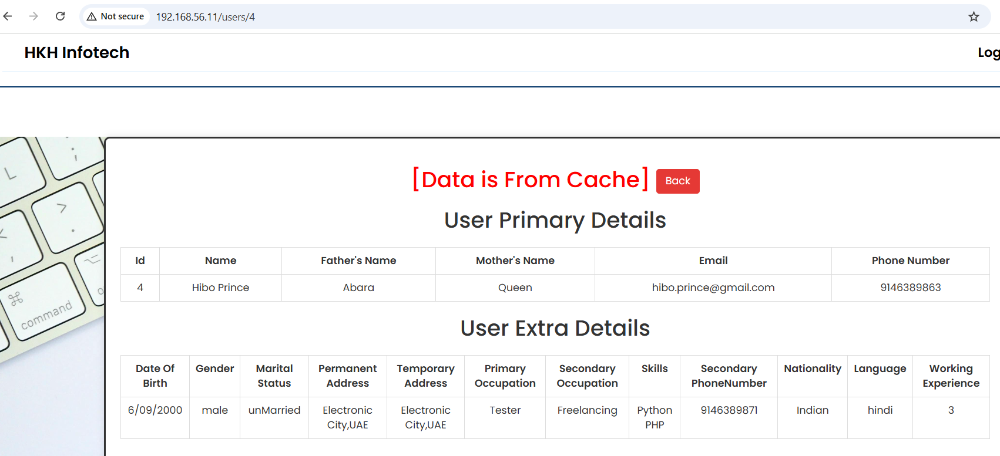 Not secure 192.168.56.11/users/4
HKH Infotech
Log
[Data is From Cache] Back
User Primary Details
Id Name Father's Name Mother's Name Email Phone Number
4 Hibo Prince Abara Queen hibo.prince@gmail.com 9146389863
User Extra Details
Date Of Birth Gender Marital Status Permanent Address Temporary Address Primary Occupation Secondary Occupation Skills Secondary PhoneNumber Nationality Language Working Experience
6/09/2000 male unMarried Electronic City,UAE Electronic City,UAE Tester Freelancing Python PHP 9146389871 Indian hindi 3
L
;
>
.
<
,
⌘
command
⌥
o